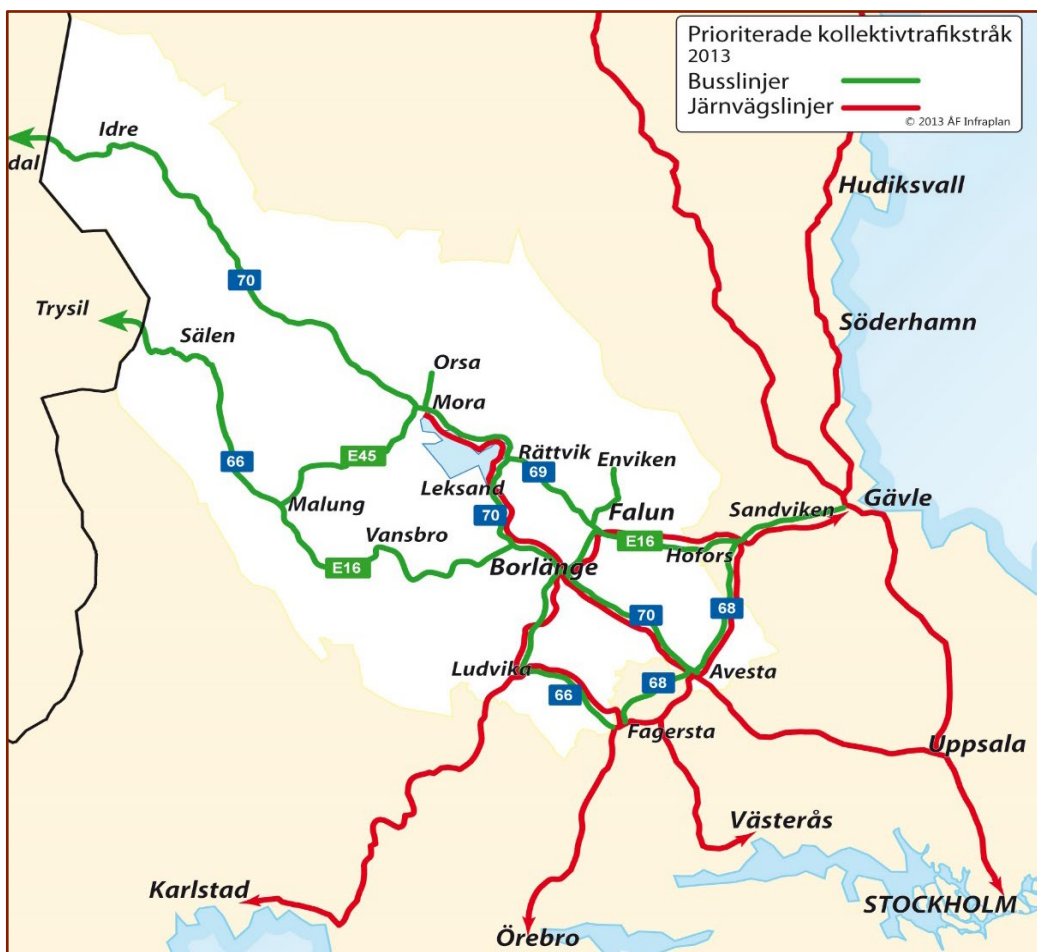 Prioriterade kollektivtrafikstråk
2013
Busslinjer
Järnvägslinjer
© 2013 ÅF Infraplan
Idre
dal
Hudiksvall
70
Trysil
Sälen
Söderhamn
Orsa
Mora
E45
66
Rättvik
Enviken
69
Leksand
Malung
70
Falun
Sandviken
Gävle
Vansbro
E16
Hofors
E16
Borlänge
68
70
Ludvika
68
Avesta
66
Fagersta
Uppsala
Västerås
Karlstad
STOCKHOLM
Örebro